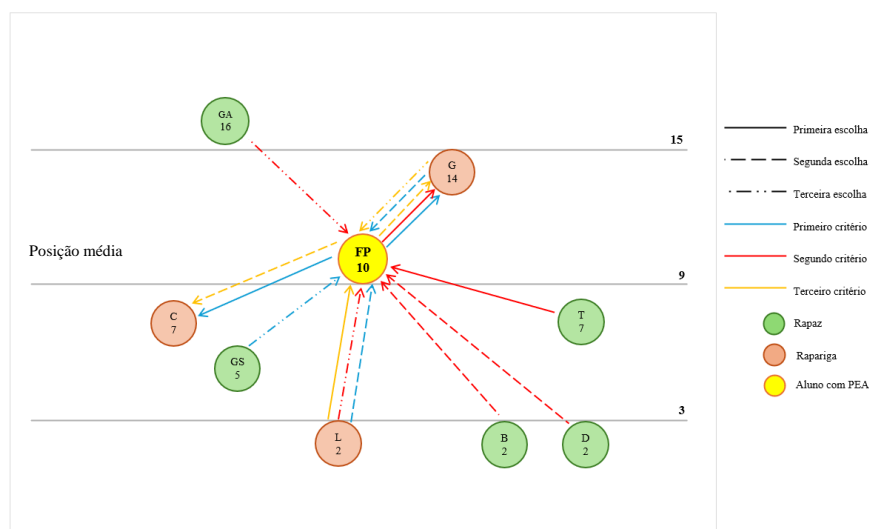 GA
16
15
G
14
Posição média
FP
10
9
C
7
T
7
GS
5
3
L
2
B
2
D
2
Primeira escolha
Segunda escolha
Terceira escolha
Primeiro critério
Segundo critério
Terceiro critério
Rapaz
Rapariga
Aluno com PEA